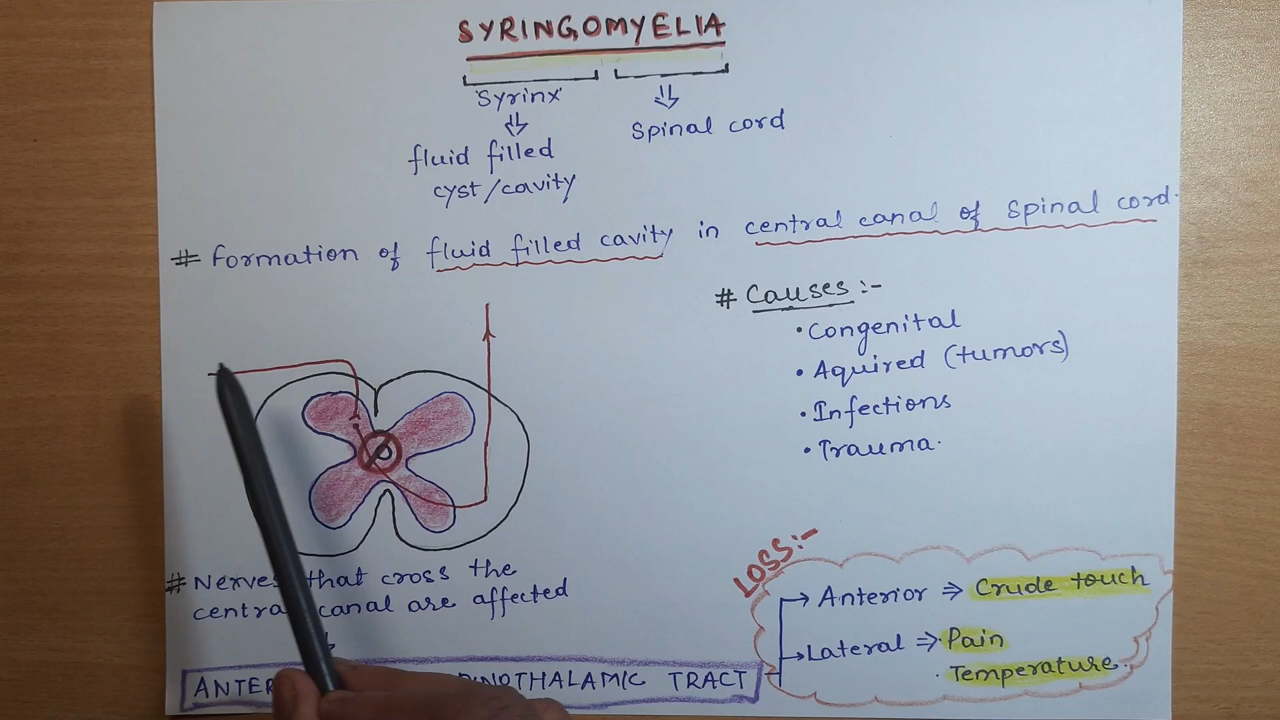 SYRINGOMYELIA
'Syrinx'
fluid filled
cyst/cavity
Spinal cord
# Formation of fluid filled cavity in central canal of spinal cord.
# Causes :-
• Congenital
• Aquired (tumors)
• Infections
• Trauma.
# Nerves that cross the
central canal are affected
SPINOTHALAMIC TRACT
LOSS:-
Anterior ⇒ Crude touch
Lateral ⇒ • Pain
• Temperature.